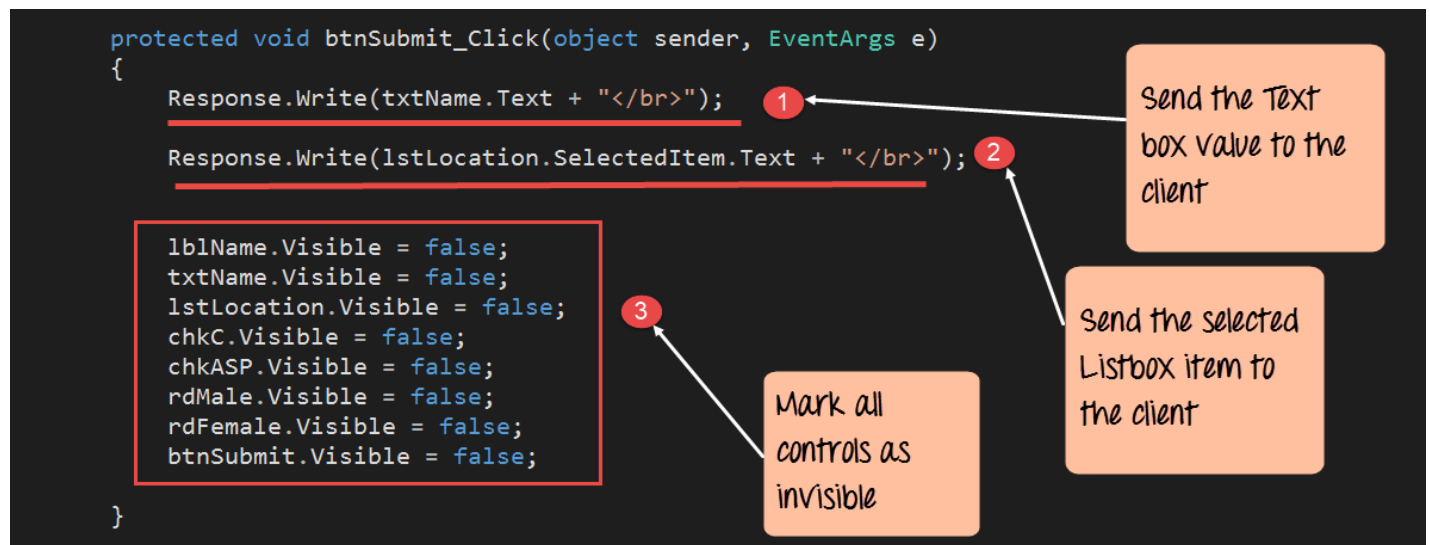 protected void btnSubmit_Click(object sender, EventArgs e)
{
Response.Write(txtName.Text + "</br>");
1
Send the Text
box value to the
client
Response.Write(lstLocation.SelectedItem.Text + "</br>");
2
Send the selected
Listbox item to
the client
lblName.Visible = false;
txtName.Visible = false;
lstLocation.Visible = false;
chkC.Visible = false;
chkASP.Visible = false;
rdMale.Visible = false;
rdFemale.Visible = false;
btnSubmit.Visible = false;
3
Mark all
controls as
invisible
}